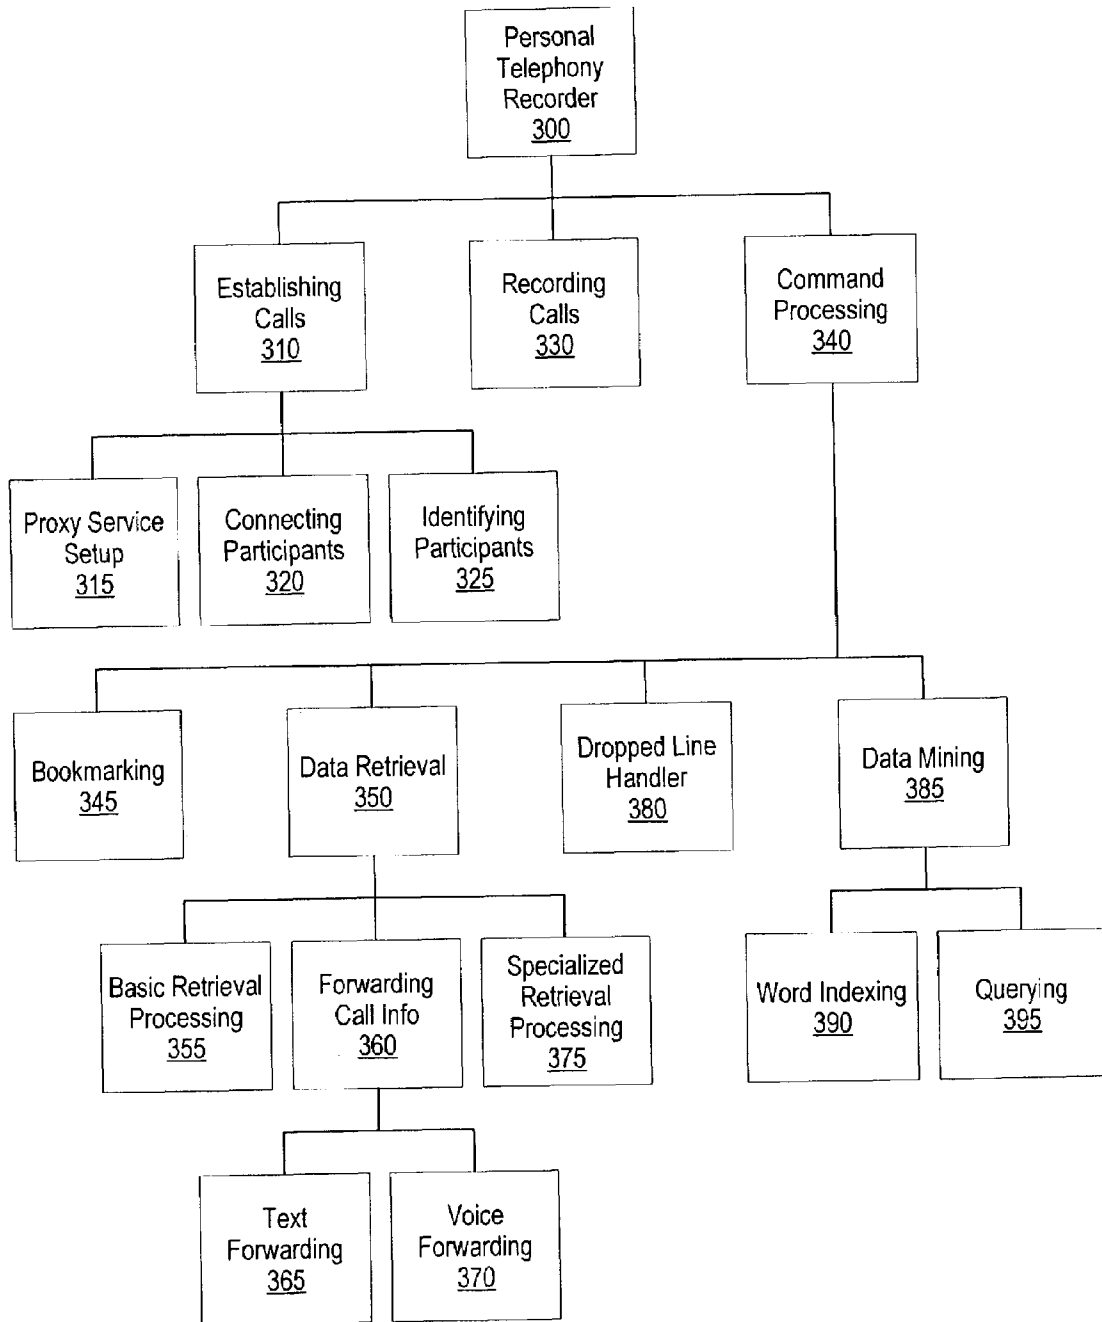 Personal
Telephony
Recorder
300
Establishing
Calls
310
Recording
Calls
330
Command
Processing
340
Proxy Service
Setup
315
Connecting
Participants
320
Identifying
Participants
325
Bookmarking
345
Data Retrieval
350
Dropped Line
Handler
380
Data Mining
385
Basic Retrieval
Processing
355
Forwarding
Call Info
360
Specialized
Retrieval
Processing
375
Word Indexing
390
Querying
395
Text
Forwarding
365
Voice
Forwarding
370